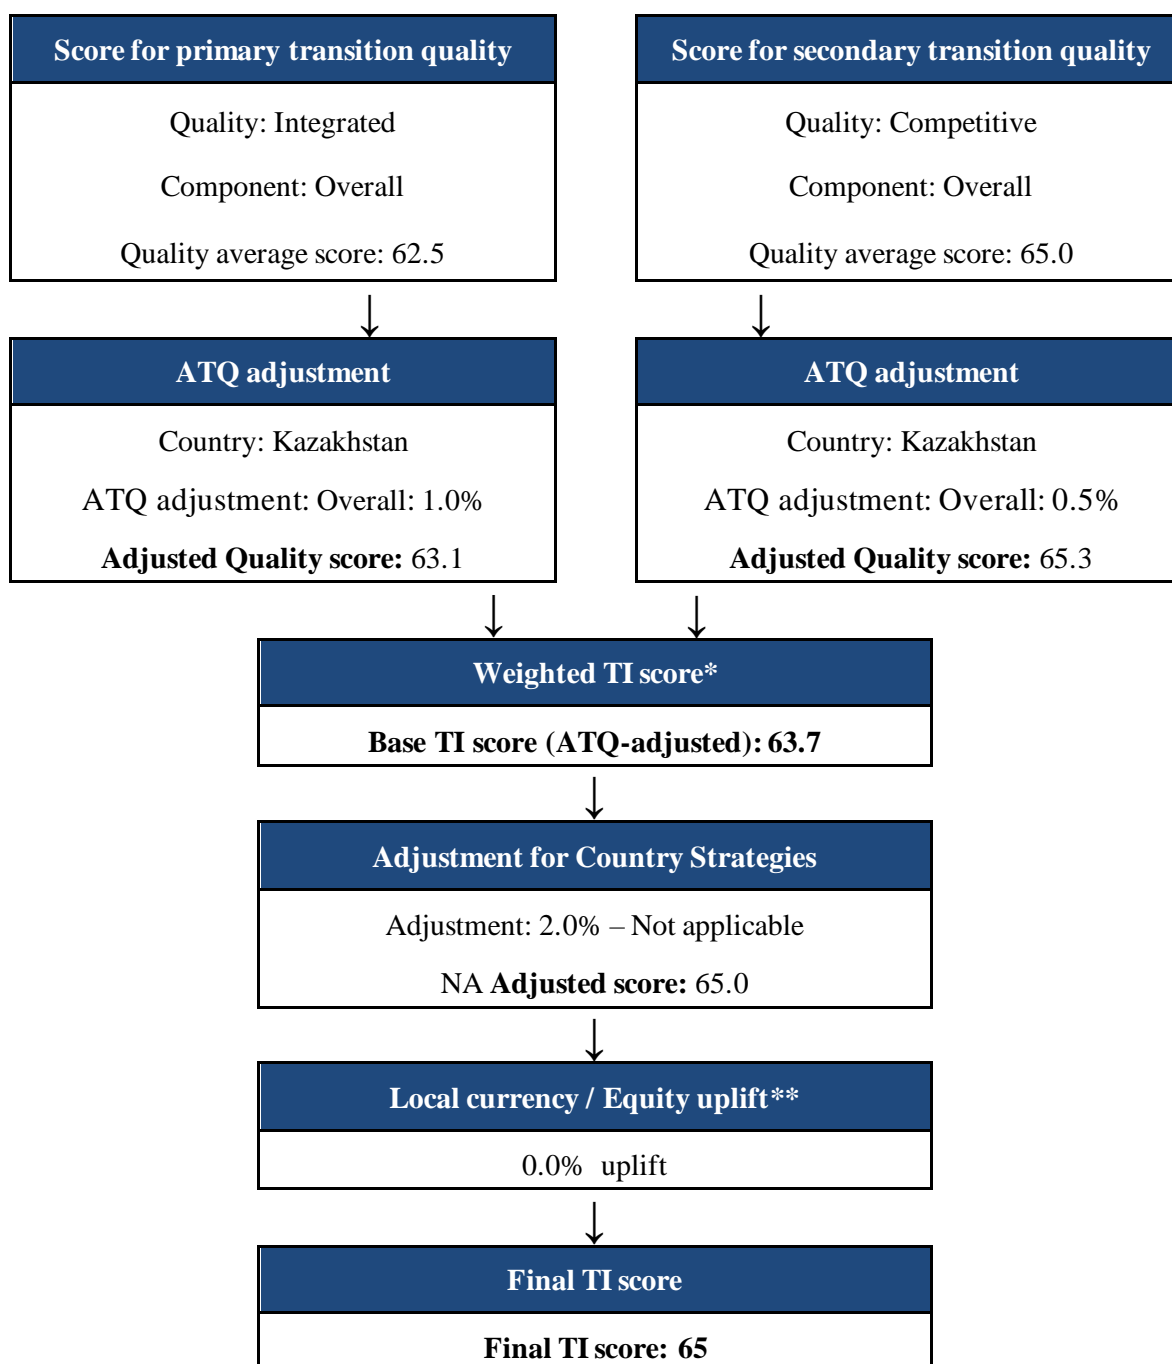 Score for primary transition quality
Quality: Integrated
Component: Overall
Quality average score: 62.5
Score for secondary transition quality
Quality: Competitive
Component: Overall
Quality average score: 65.0
ATQ adjustment
Country: Kazakhstan
ATQ adjustment: Overall: 1.0%
Adjusted Quality score: 63.1
ATQ adjustment
Country: Kazakhstan
ATQ adjustment: Overall: 0.5%
Adjusted Quality score: 65.3
Weighted TI score*
Base TI score (ATQ-adjusted): 63.7
Adjustment for Country Strategies
Adjustment: 2.0% – Not applicable
NA Adjusted score: 65.0
Local currency / Equity uplift**
0.0% uplift
Final TI score
Final TI score: 65